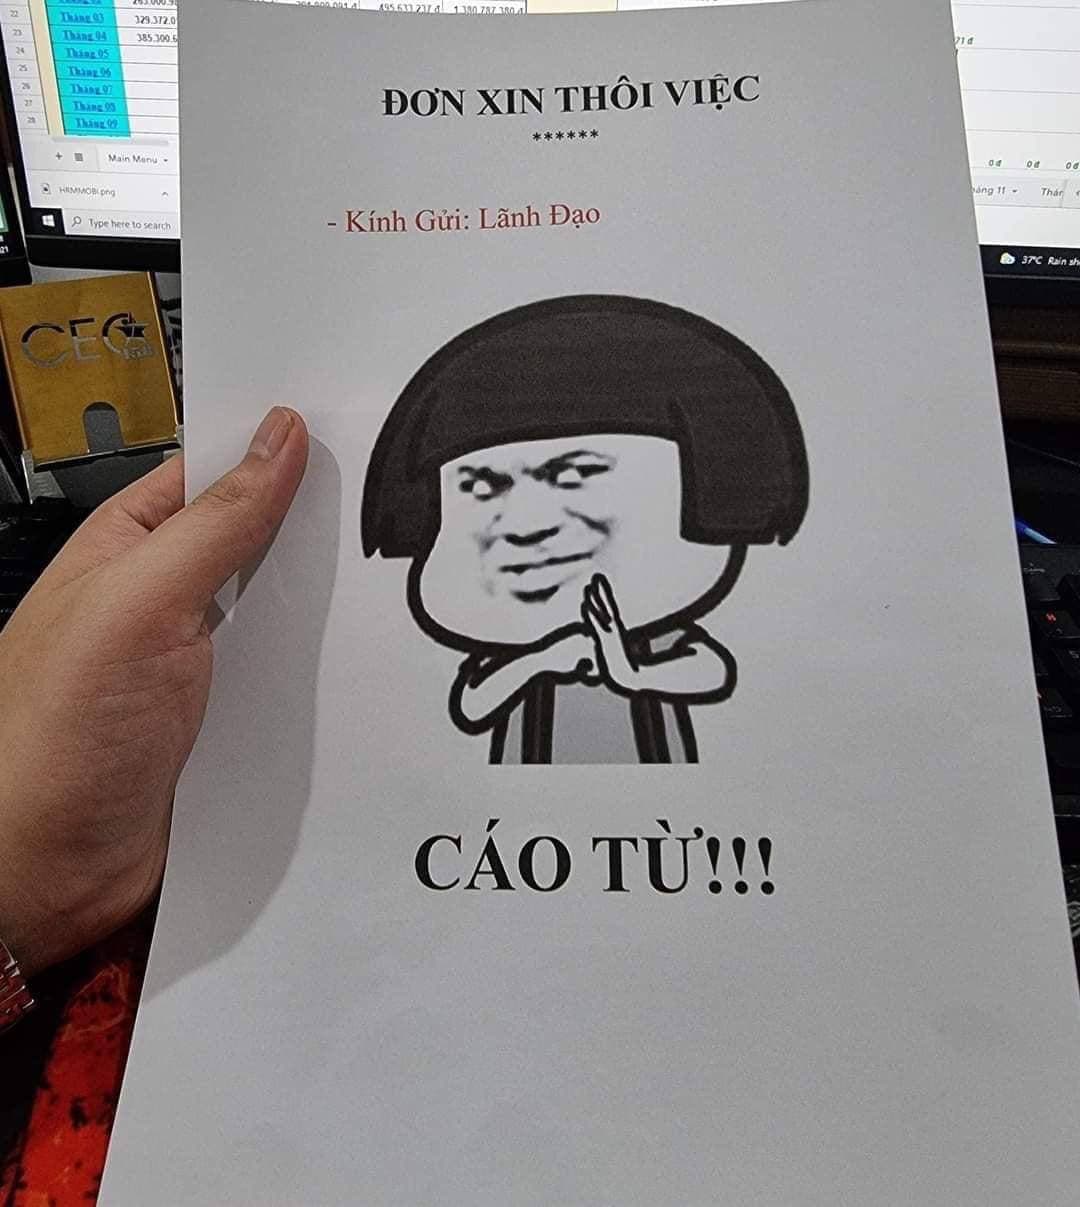 22
23
24
25
26
27
28
Tháng 03
329.372.0
Tháng 04
385.300.6
Tháng 05
Tháng 06
Tháng 07
Tháng 08
Tháng 09
495.633.237 đ
1.380.787.380 đ
+
Main Menu
HRMMOBI.png
Type here to search
71 đ
0 đ 0 đ 0 đ
37°C Rain sh
CEO
ĐƠN XIN THÔI VIỆC
******
- Kính Gửi: Lãnh Đạo
CÁO TỪ!!!